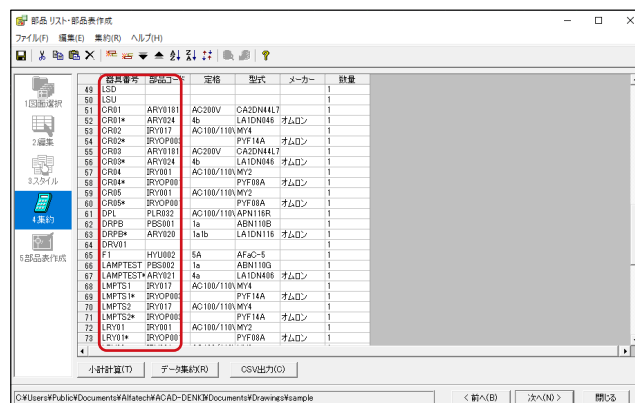 部品 リスト・部品表作成
ファイル(F) 編集(E) 集約(R) ヘルプ(H)
器具番号 部品コード 定格 型式 メーカー 数量
49 LSD 1
50 LSU 1
51 CR01 ARY0181 AC200V CA2DN44L7 1
52 CR01* ARY024 4b LA1DN046 オムロン 1
53 CR02 IRY017 AC100/110\ MY4 1
54 CR02* IRYOP003 PYF14A オムロン 1
55 CR03 ARY0181 AC200V CA2DN44L7 1
56 CR03* ARY024 4b LA1DN046 オムロン 1
57 CR04 IRY001 AC100/110\ MY2 1
58 CR04* IRYOP001 PYF08A オムロン 1
59 CR05 IRY001 AC100/110\ MY2 1
60 CR05* IRYOP001 PYF08A オムロン 1
61 DPL PLR032 AC100/110\ APN116R 1
62 DRPB PBS001 1a ABN110B 1
63 DRPB* ARY020 1a1b LA1DN116 オムロン 1
64 DRV01 1
65 F1 HYU002 5A AFaC-5 1
66 LAMPTEST PBS002 1a ABN110G 1
67 LAMPTEST* ARY021 4a LA1DN406 オムロン 1
68 LMPTS1 IRY017 AC100/110\ MY4 1
69 LMPTS1* IRYOP003 PYF14A オムロン 1
70 LMPTS2 IRY017 AC100/110\ MY4 1
71 LMPTS2* IRYOP003 PYF14A オムロン 1
72 LRY01 IRY001 AC100/110\ MY2 1
73 LRY01* IRYOP001 PYF08A オムロン 1
1.図面選択
2.編集
3.スタイル
4.集約
5.部品表作成
小計計算(T) データ集約(R) CSV出力(C)
C:¥Users¥Public¥Documents¥Alfatech¥ACAD-DENKI¥Documents¥Drawings¥sample
< 前へ(B) 次へ(N) > 閉じる